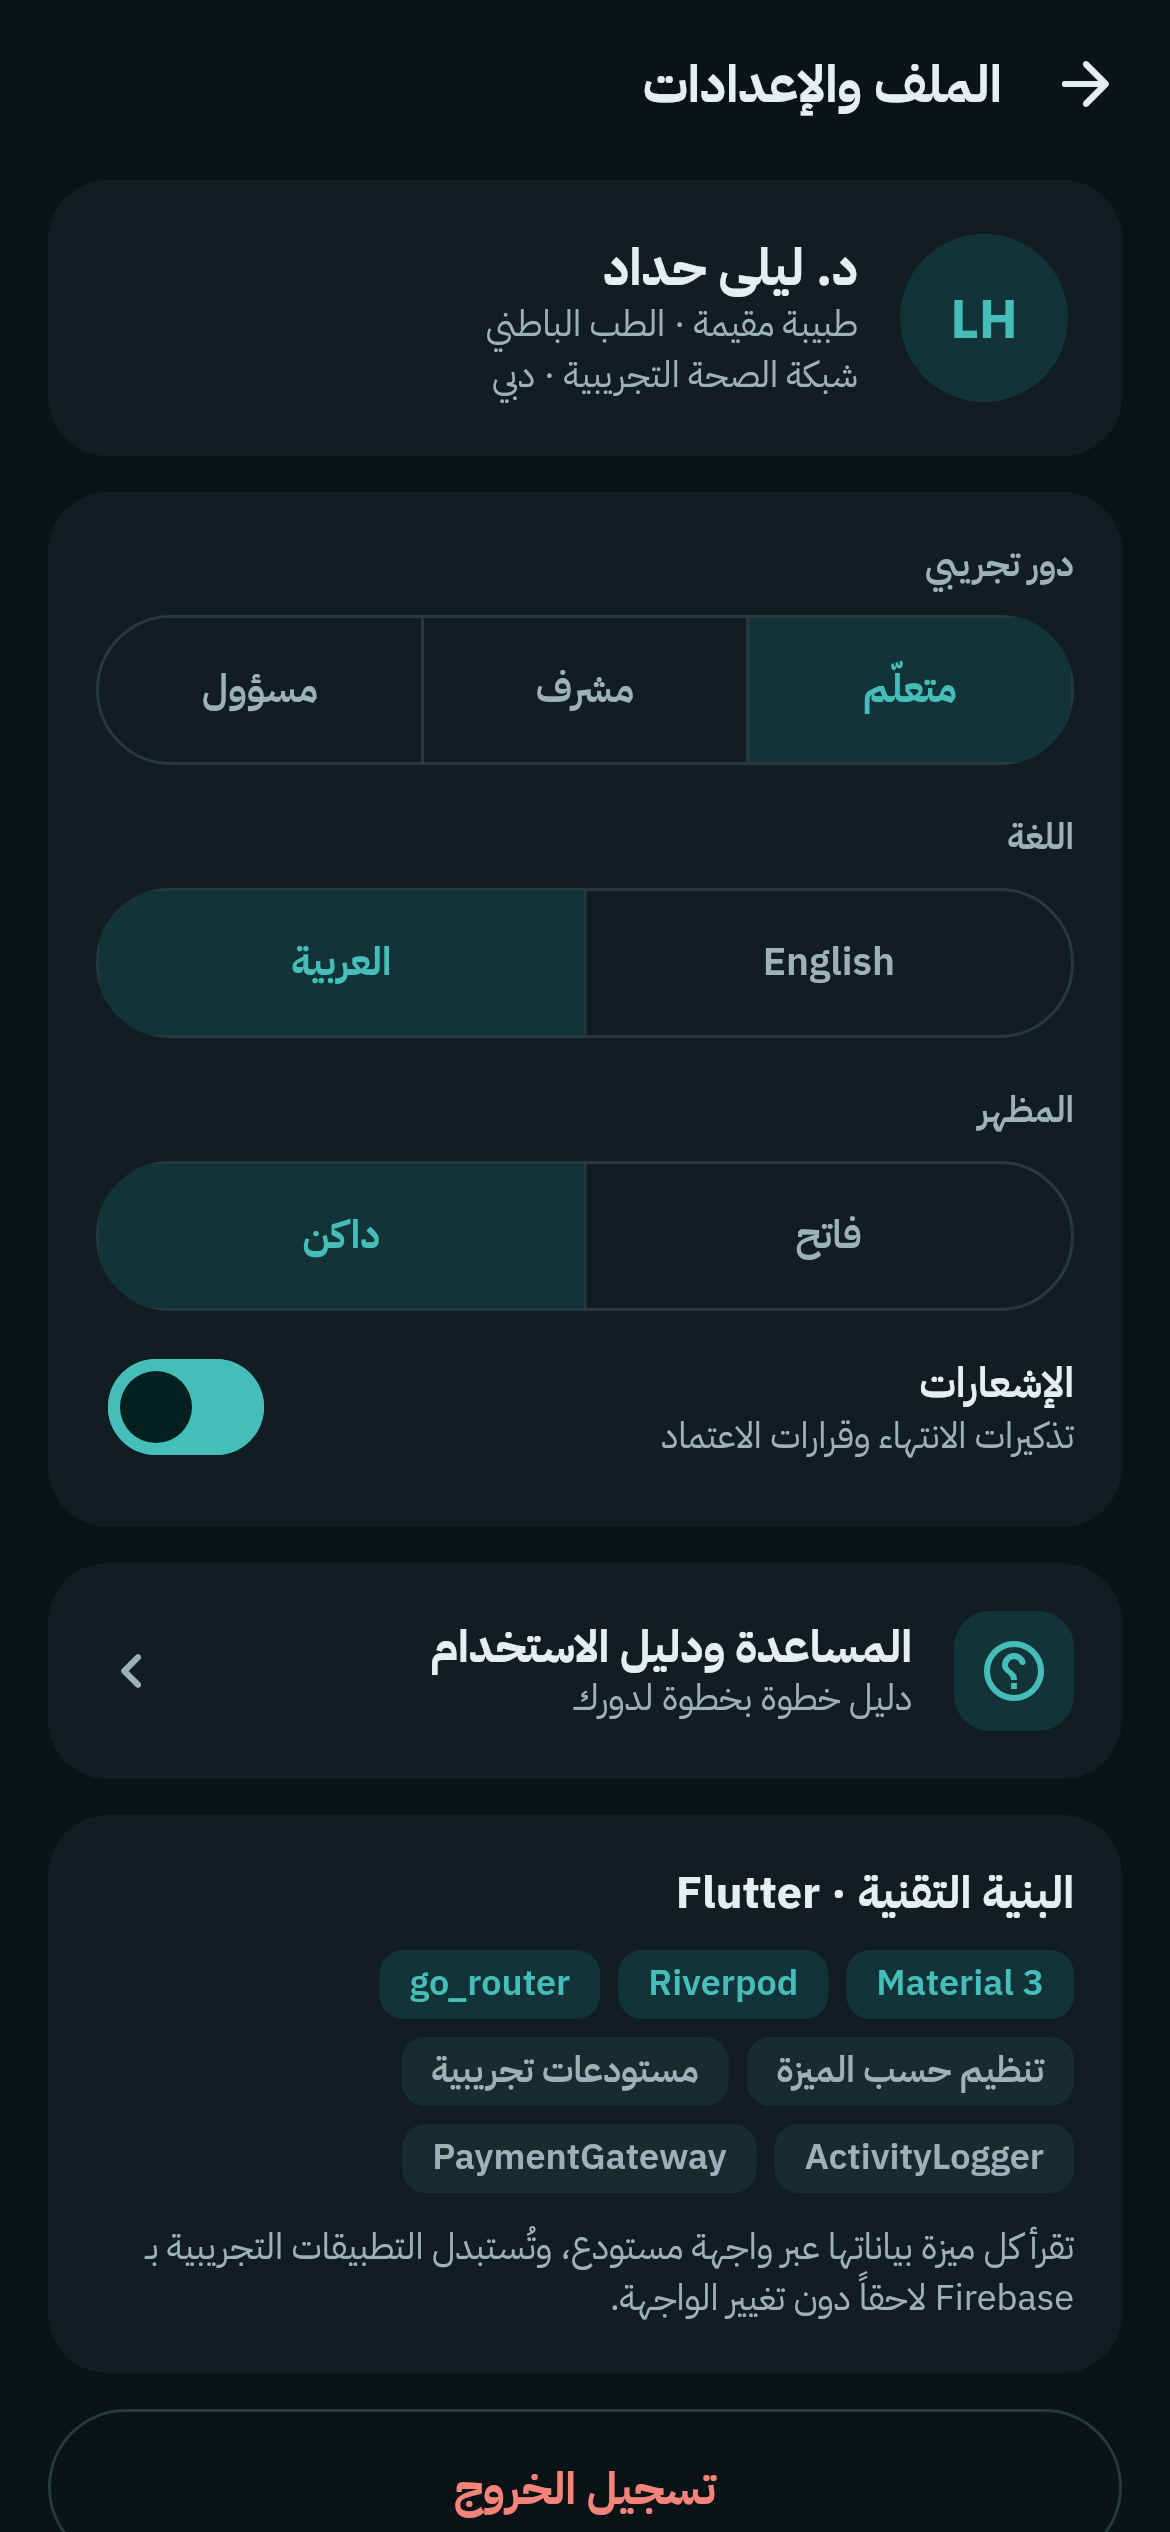 الملف والإعدادات
LH
د. ليلى حداد
طبيبة مقيمة · الطب الباطني
شبكة الصحة التجريبية · دبي
دور تجريبي
متعلّم
مشرف
مسؤول
اللغة
English
العربية
المظهر
فاتح
داكن
الإشعارات
تذكيرات الانتهاء وقرارات الاعتماد
المساعدة ودليل الاستخدام
دليل خطوة بخطوة لدورك
البنية التقنية · Flutter
Material 3
Riverpod
go_router
تنظيم حسب الميزة
مستودعات تجريبية
ActivityLogger
PaymentGateway
تقرأ كل ميزة بياناتها عبر واجهة مستودع، وتُستبدل التطبيقات التجريبية بـ
Firebase لاحقاً دون تغيير الواجهة.
تسجيل الخروج